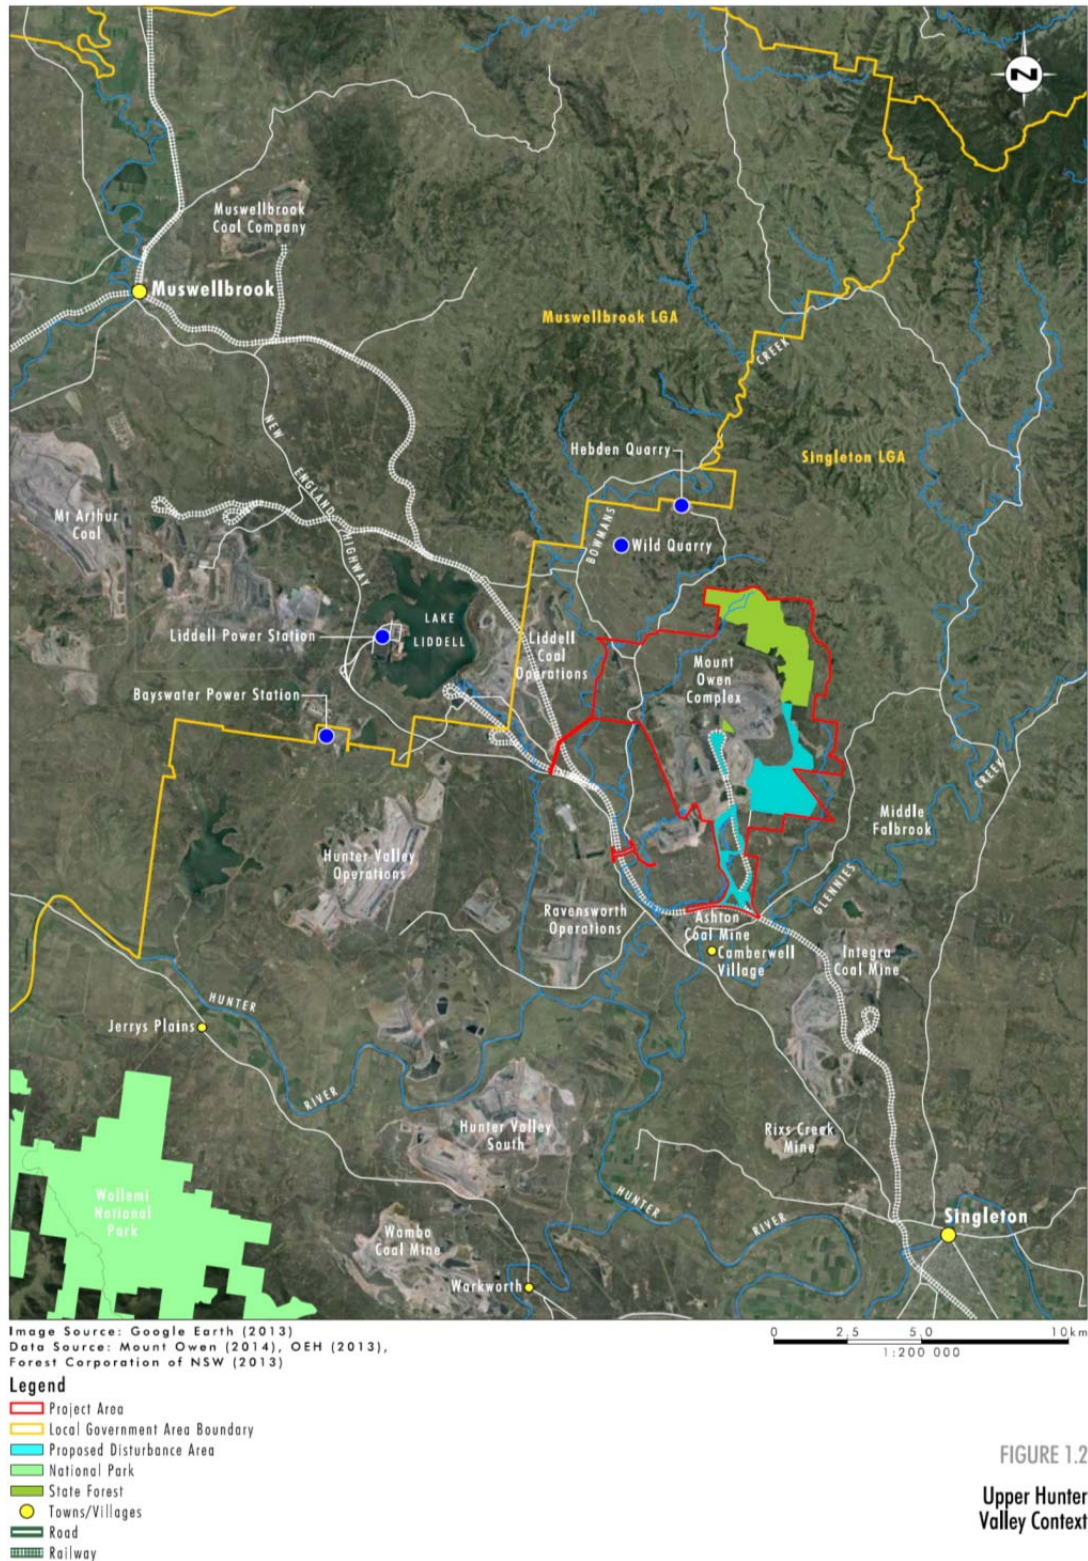 N
Muswellbrook
Coal Company
Muswellbrook
Muswellbrook LGA
CREEK
NEW
ENGLAND
HIGHWAY
Hebden Quarry
Singleton LGA
Mt Arthur
Coal
BOWMANS
Wild Quarry
LAKE
LIDDELL
Liddell Power Station
Liddell
Coal
Operations
Mount
Owen
Complex
Bayswater Power Station
CREEK
Middle
Falbrook
Hunter Valley
Operations
GLENNIES
Ravensworth
Operations
Ashton
Coal Mine
Camberwell
Village
Integra
Coal Mine
HUNTER
Jerrys Plains
RIVER
Hunter Valley
South
Rixs Creek
Mine
Wollemi
National
Park
HUNTER
RIVER
Singleton
Wambo
Coal Mine
Warkworth
Image Source: Google Earth (2013)
Data Source: Mount Owen (2014), OEH (2013),
Forest Corporation of NSW (2013)
0 2,5 5,0 10km
1:200 000
Legend
Project Area
Local Government Area Boundary
Proposed Disturbance Area
National Park
State Forest
Towns/Villages
Road
Railway
FIGURE 1.2
Upper Hunter
Valley Context